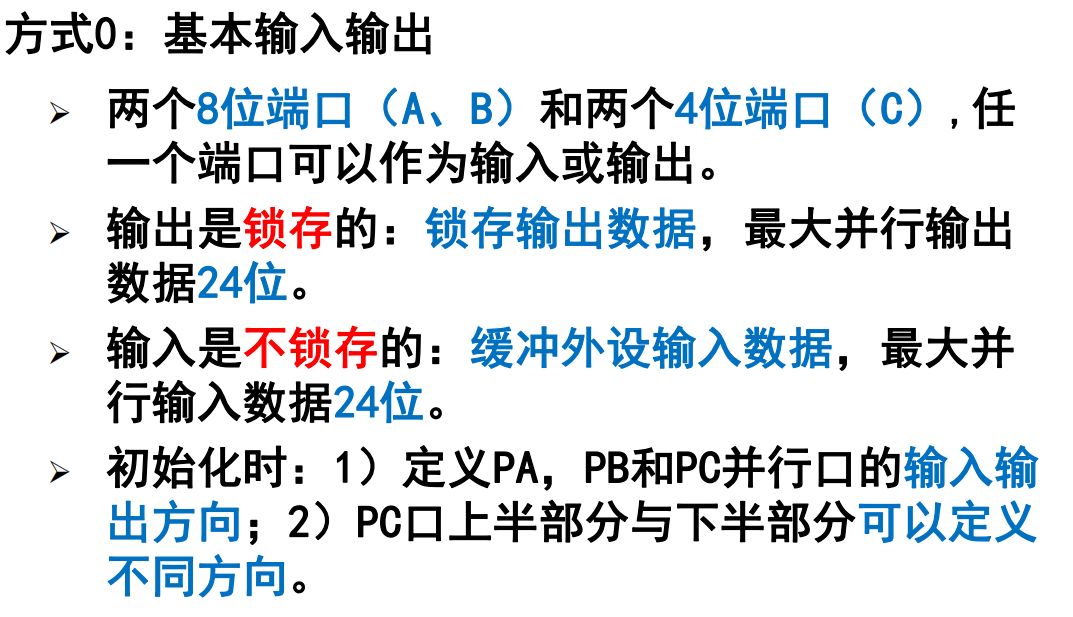 方式0：基本输入输出
➢ 两个8位端口（A、B）和两个4位端口（C）,任
一个端口可以作为输入或输出。
➢ 输出是锁存的：锁存输出数据，最大并行输出
数据24位。
➢ 输入是不锁存的：缓冲外设输入数据，最大并
行输入数据24位。
➢ 初始化时：1）定义PA，PB和PC并行口的输入输
出方向；2）PC口上半部分与下半部分可以定义
不同方向。